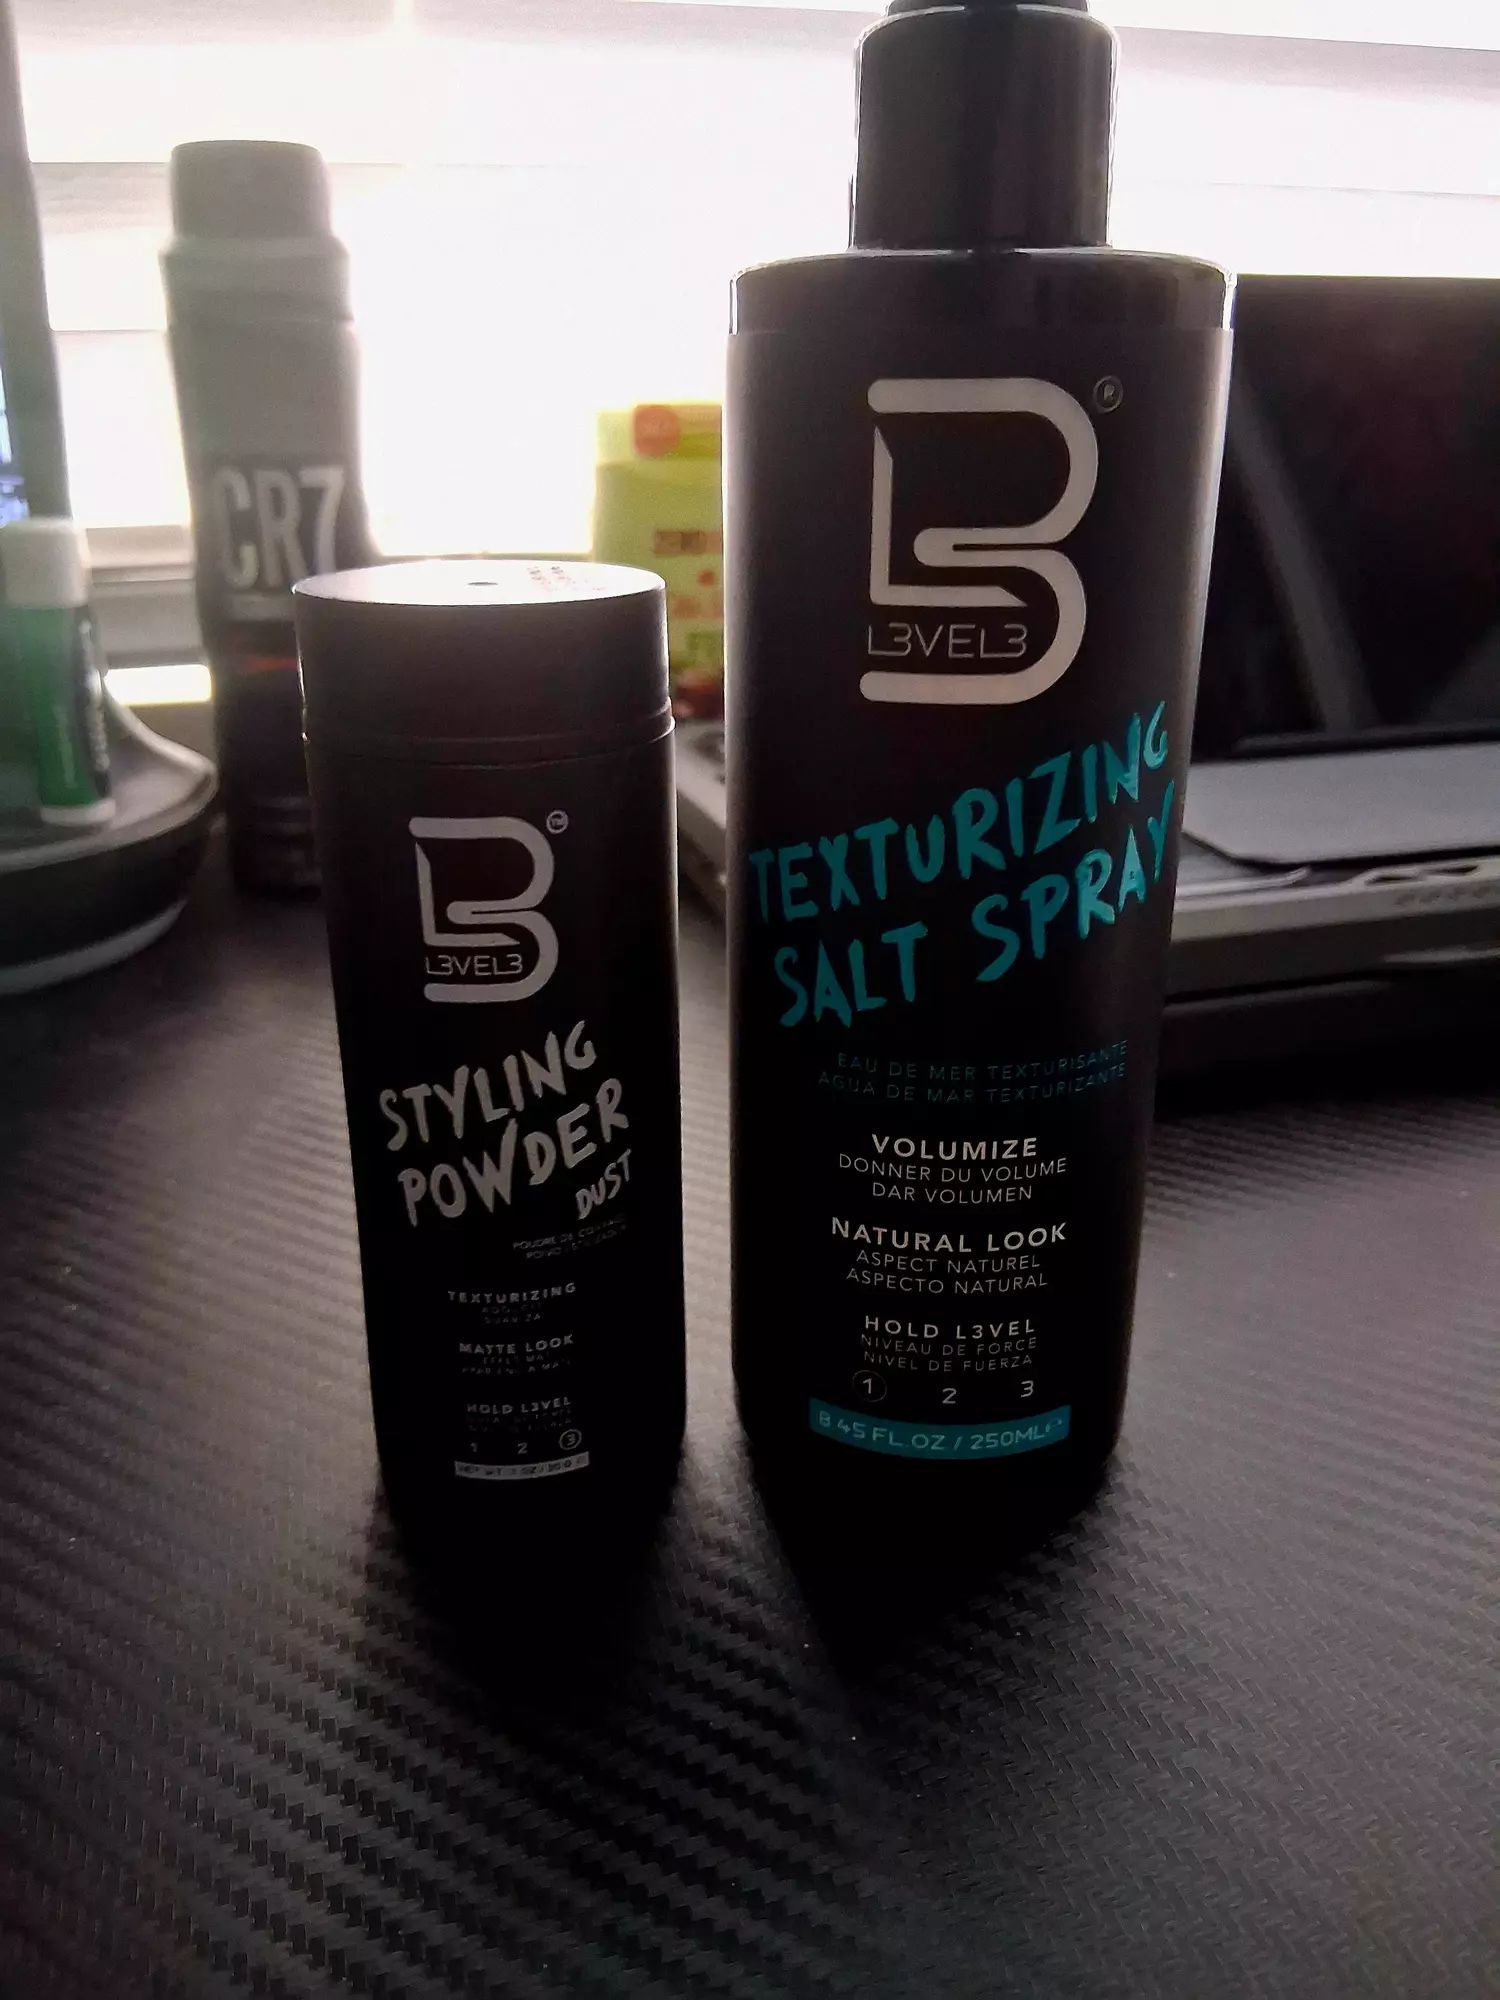 CR7
L3VEL3
TM
STYLING
POWDER
DUST
TEXTURIZING
MATTE LOOK
HOLD L3VEL
1 2 3
L3VEL3
®
TEXTURIZING
SALT SPRAY
EAU DE MER TEXTURISANTE
AGUA DE MAR TEXTURIZANTE
VOLUMIZE
DONNER DU VOLUME
DAR VOLUMEN
NATURAL LOOK
ASPECT NATUREL
ASPECTO NATURAL
HOLD L3VEL
NIVEAU DE FORCE
NIVEL DE FUERZA
1 2 3
8.45 FL.OZ / 250ML℮